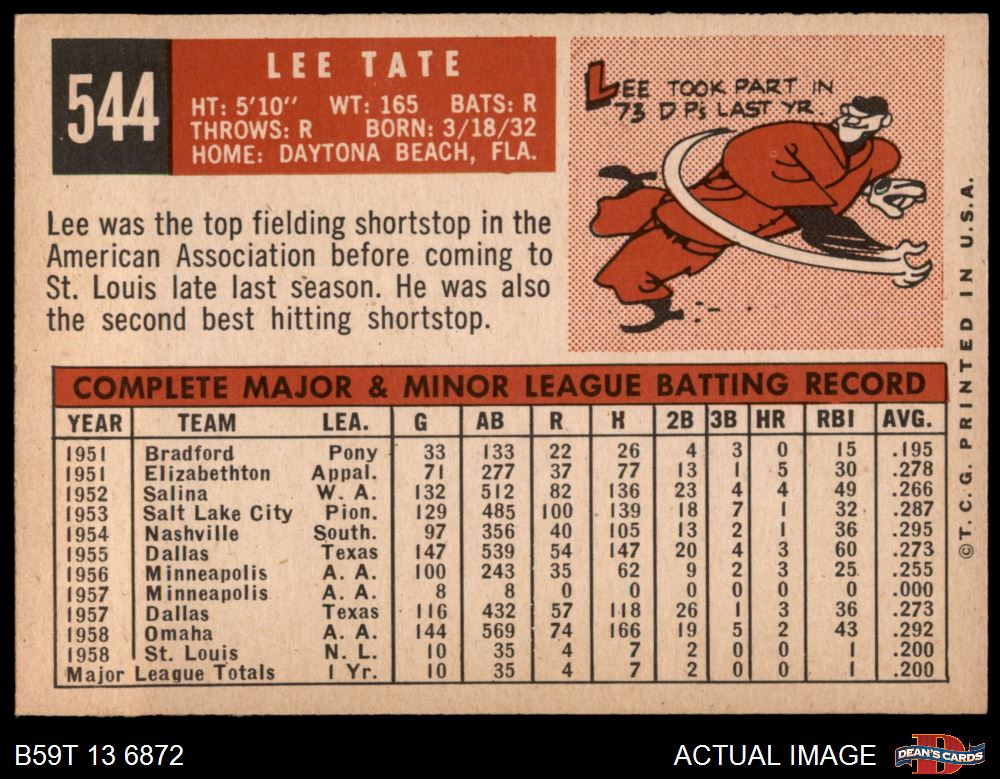 544
LEE TATE
HT: 5'10" WT: 165 BATS: R
THROWS: R BORN: 3/18/32
HOME: DAYTONA BEACH, FLA.
LEE TOOK PART IN
73 D P's LAST YR
Lee was the top fielding shortstop in the
American Association before coming to
St. Louis late last season. He was also
the second best hitting shortstop.
COMPLETE MAJOR & MINOR LEAGUE BATTING RECORD
YEAR TEAM LEA. G AB R H 2B 3B HR RBI AVG.
1951 Bradford Pony 33 133 22 26 4 3 0 15 .195
1951 Elizabethton Appal. 71 277 37 77 13 1 5 30 .278
1952 Salina W. A. 132 512 82 136 23 4 4 49 .266
1953 Salt Lake City Pion. 129 485 100 139 18 7 1 32 .287
1954 Nashville South. 97 356 40 105 13 2 1 36 .295
1955 Dallas Texas 147 539 54 147 20 4 3 60 .273
1956 Minneapolis A. A. 100 243 35 62 9 2 3 25 .255
1957 Minneapolis A. A. 8 8 0 0 0 0 0 0 .000
1957 Dallas Texas 116 432 57 118 26 1 3 36 .273
1958 Omaha A. A. 144 569 74 166 19 5 2 43 .292
1958 St. Louis N. L. 10 35 4 7 2 0 0 1 .200
Major League Totals 1 Yr. 10 35 4 7 2 0 0 1 .200
© T. C. G. PRINTED IN U.S.A.
B59T 13 6872
ACTUAL IMAGE
D
DEAN'S CARDS